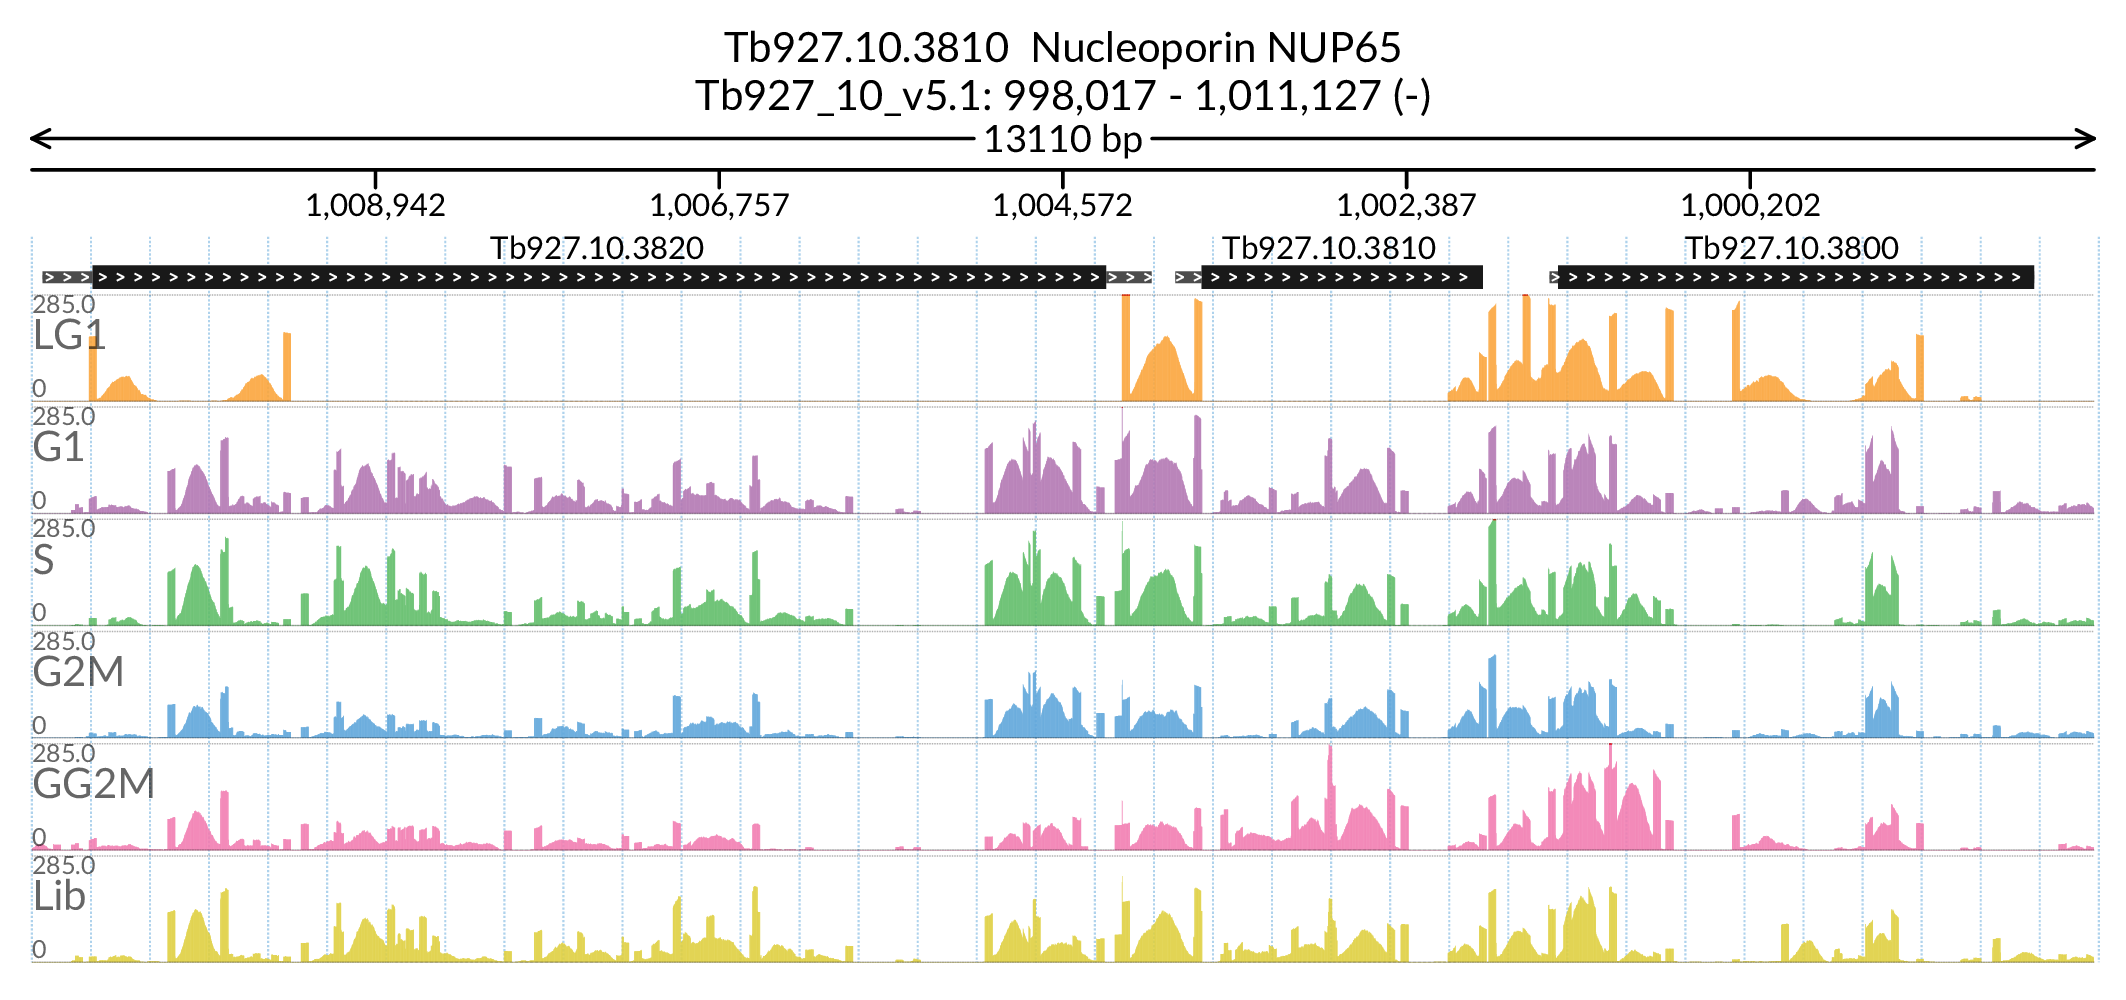 Tb927.10.3810 Nucleoporin NUP65
Tb927_10_v5.1: 998,017 - 1,011,127 (-)
13110 bp
1,008,942 1,006,757 1,004,572 1,002,387 1,000,202
Tb927.10.3820 Tb927.10.3810 Tb927.10.3800
285.0
LG1
0
285.0
G1
0
285.0
S
0
285.0
G2M
0
285.0
GG2M
0
285.0
Lib
0